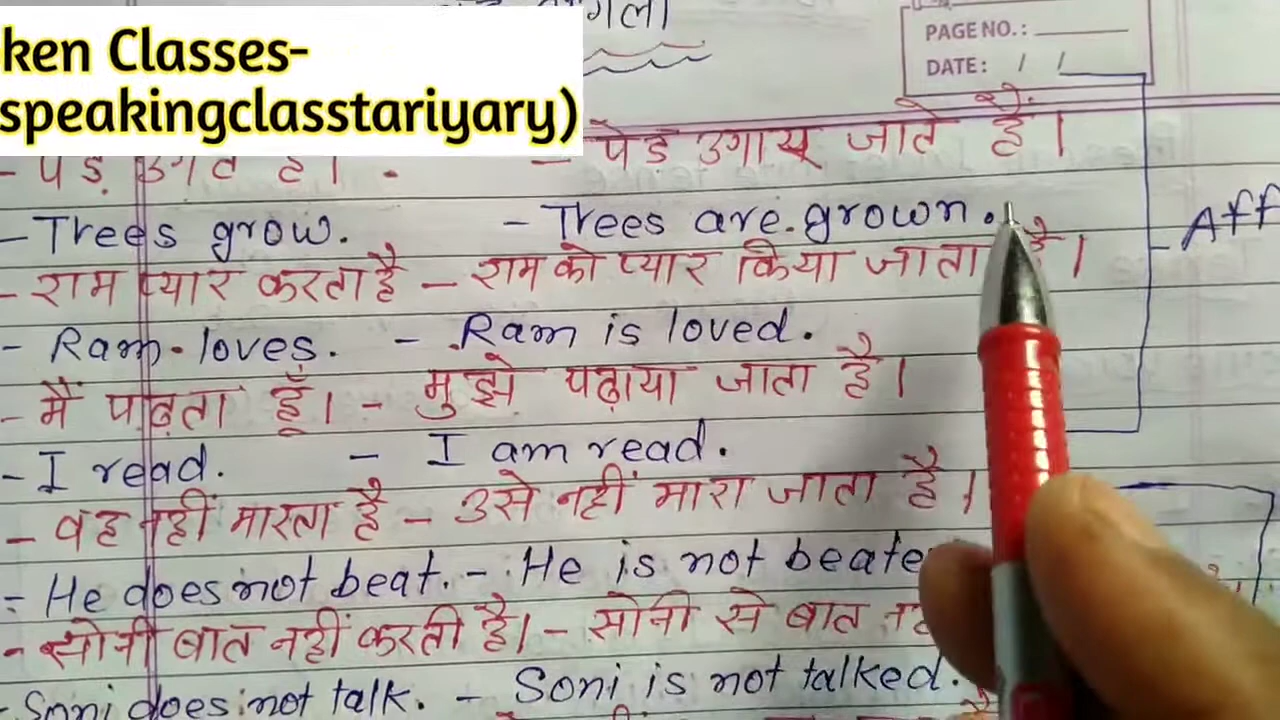 ken Classes-
speakingclasstariyary)
PAGE NO.:
DATE: / /
- पेड़ उगते हैं। - पेड़ उगाए जाते हैं।
- Trees grow. - Trees are grown.
- राम प्यार करता है - राम को प्यार किया जाता है।
- Ram loves. - Ram is loved.
- मैं पढ़ता हूँ। - मुझे पढ़ाया जाता है।
- I read. - I am read.
- वह नहीं मारता है - उसे नहीं मारा जाता है।
- He does not beat. - He is not beate
- सोनी बात नहीं करती है। - सोनी से बात
- Soni does not talk. - Soni is not talked.
Aff